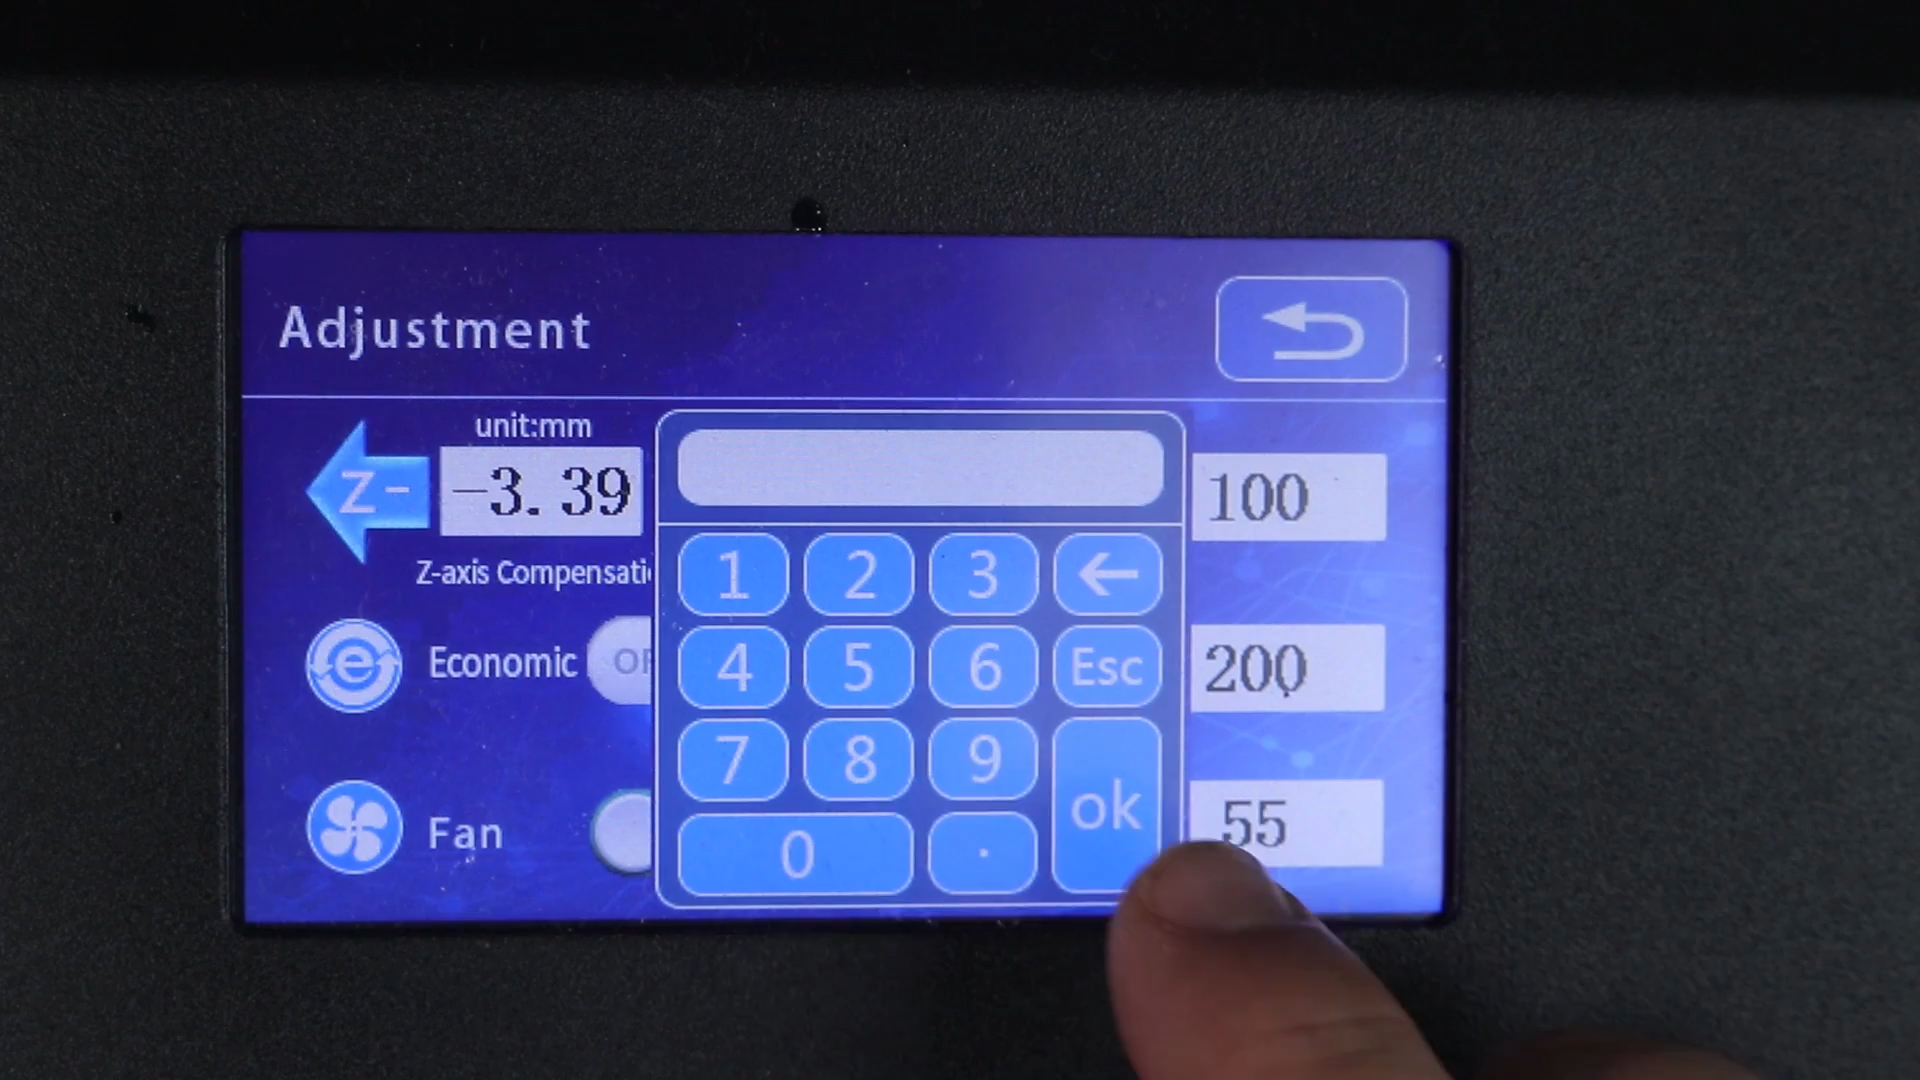 Adjustment
unit:mm
Z-
-3.39
100
Z-axis Compensati
1 2 3
4 5 6 Esc
Economic
200
7 8 9
ok
Fan
55
0 .